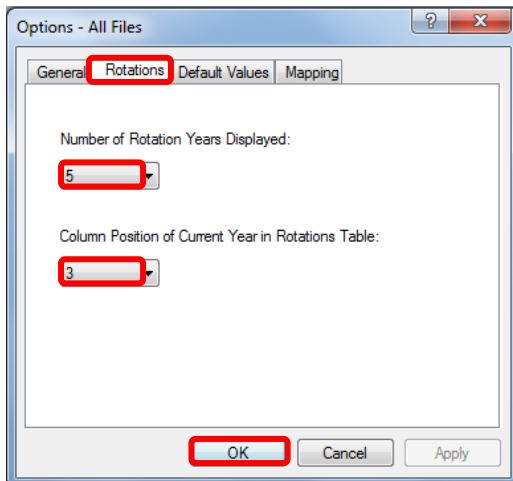 Options - All Files
? X
General Rotations Default Values Mapping
Number of Rotation Years Displayed:
5
Column Position of Current Year in Rotations Table:
3
OK Cancel Apply